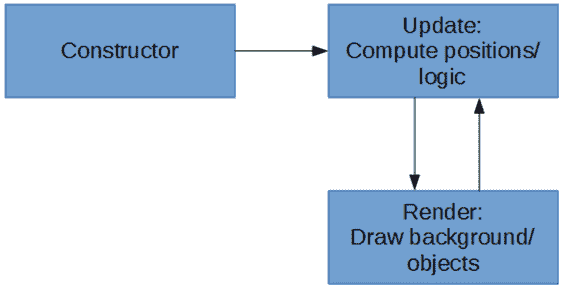 Constructor
Update:
Compute positions/
logic
Render:
Draw background/
objects